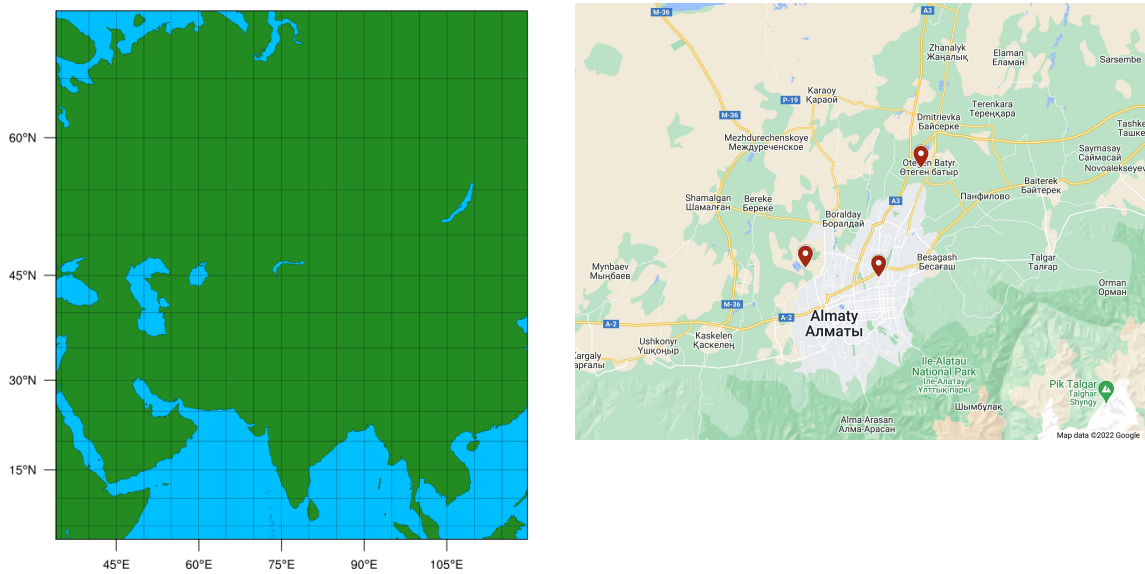 60°N
45°N
30°N
15°N
45°E
60°E
75°E
90°E
105°E
M-36
A3
Zhanalyk
Жаңалық
Elaman
Еламан
Sarsembe
Karaoy
Қараой
P-19
Terenkara
Тереңқара
M-36
Dmitrievka
Байсерке
Tashke
Ташке
Mezhdurechenskoye
Междуреченское
Saymasay
Саймасай
Novoalekseyev
Otegen Batyr
Өтеген батыр
Baiterek
Байтерек
Панфилово
Shamalgan
Шамалған
Bereke
Береке
A3
Boralday
Боралдай
Besagash
Бесағаш
Talgar
Талғар
Mynbaev
Мыңбаев
Orman
Орман
M-36
A-2
A-2
Almaty
АЛМАТЫ
Ushkonyr
Үшқоңыр
Kaskelen
Қаскелең
Kargaly
арғалы
Ile-Alatau
National Park
Іле-Алатау
Ұлттық паркі
Pik Talgar
Talghar
Shyngy
Шымбұлақ
Alma-Arasan
Алма-Арасан
Map data ©2022 Google